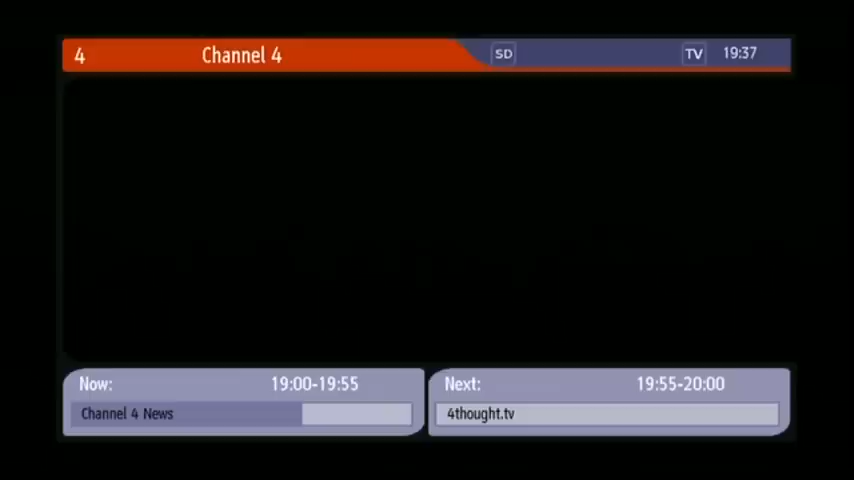 4 Channel 4 SD TV 19:37
Now: 19:00-19:55
Channel 4 News
Next: 19:55-20:00
4thought.tv